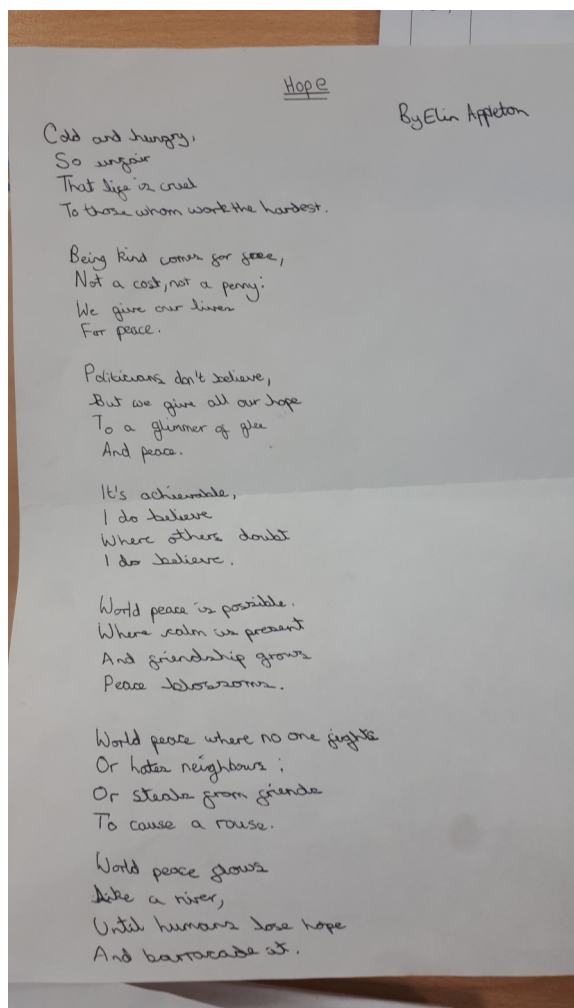 Hope
By Elin Appleton
Cold and hungry,
So unfair
That life is cruel
To those whom work the hardest.
Being kind comes for free,
Not a cost, not a penny:
We give our lives
For peace.
Politicians don't believe,
But we give all our hope
To a glimmer of glee
And peace.
It's achievable,
I do believe
Where others doubt
I do believe.
World peace is possible.
Where calm is present
And friendship grows
Peace blossoms.
World peace where no one fights
Or hates neighbours;
Or steals from friends
To cause a rouse.
World peace flows
Like a river,
Until humans lose hope
And barracade it.